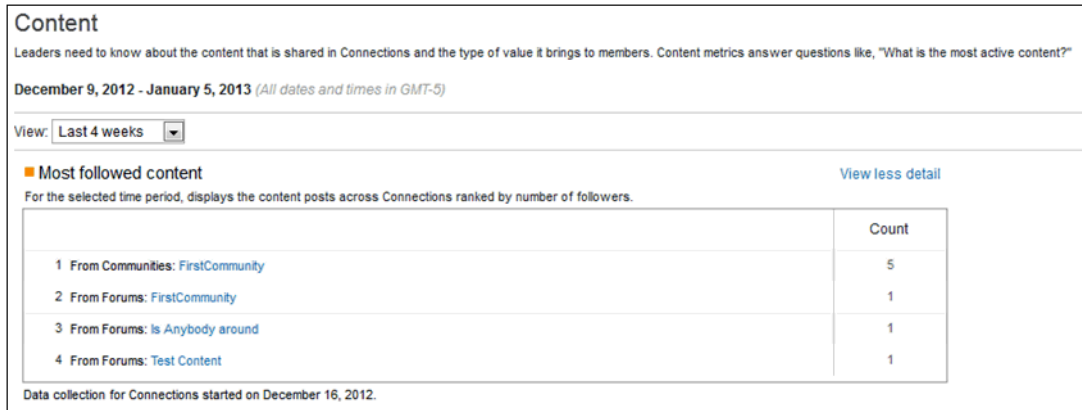 Content
Leaders need to know about the content that is shared in Connections and the type of value it brings to members. Content metrics answer questions like, "What is the most active content?"
December 9, 2012 - January 5, 2013 (All dates and times in GMT-5)
View: Last 4 weeks
Most followed content View less detail
For the selected time period, displays the content posts across Connections ranked by number of followers.
Count
1 From Communities: FirstCommunity 5
2 From Forums: FirstCommunity 1
3 From Forums: Is Anybody around 1
4 From Forums: Test Content 1
Data collection for Connections started on December 16, 2012.